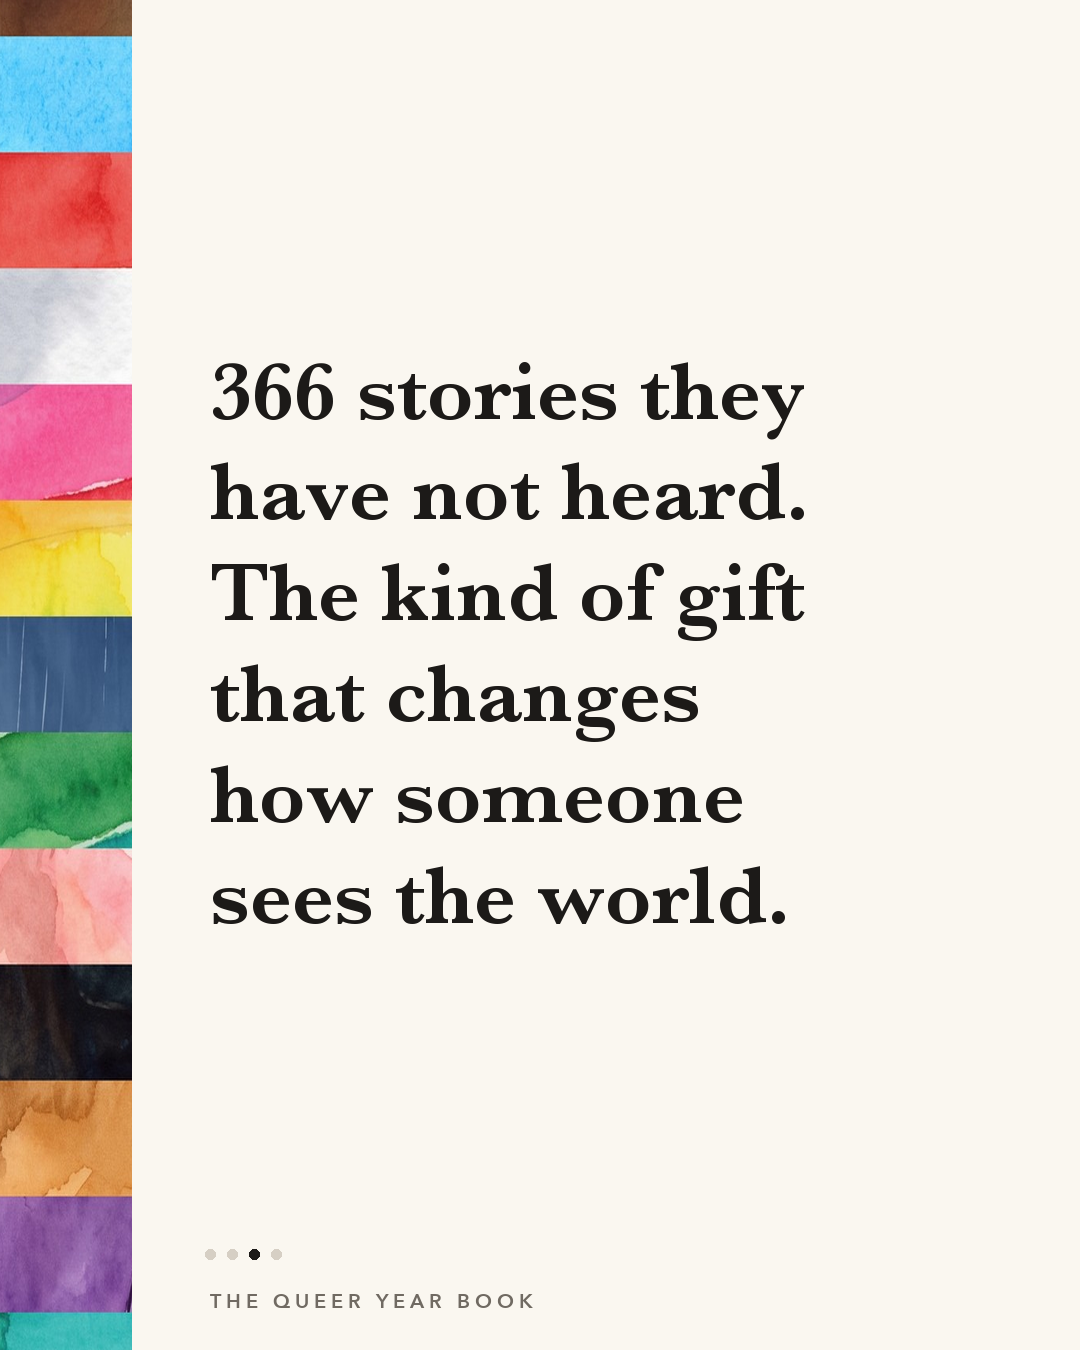 366 stories they
have not heard.
The kind of gift
that changes
how someone
sees the world.
THE QUEER YEAR BOOK